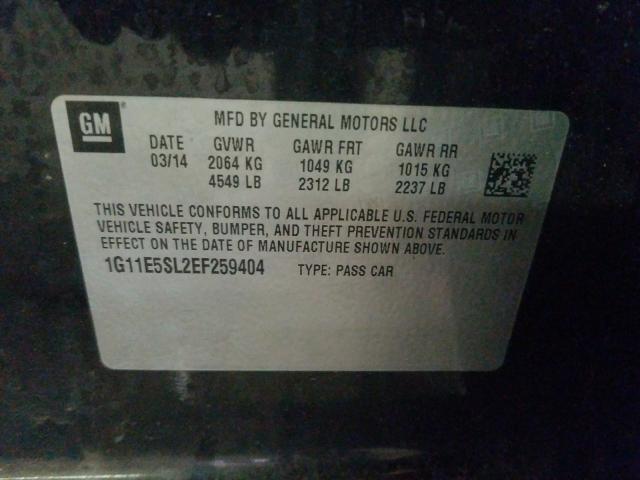 GM
MFD BY GENERAL MOTORS LLC
DATE GVWR GAWR FRT GAWR RR
03/14 2064 KG 1049 KG 1015 KG
4549 LB 2312 LB 2237 LB
THIS VEHICLE CONFORMS TO ALL APPLICABLE U.S. FEDERAL MOTOR
VEHICLE SAFETY, BUMPER, AND THEFT PREVENTION STANDARDS IN
EFFECT ON THE DATE OF MANUFACTURE SHOWN ABOVE.
1G11E5SL2EF259404 TYPE: PASS CAR